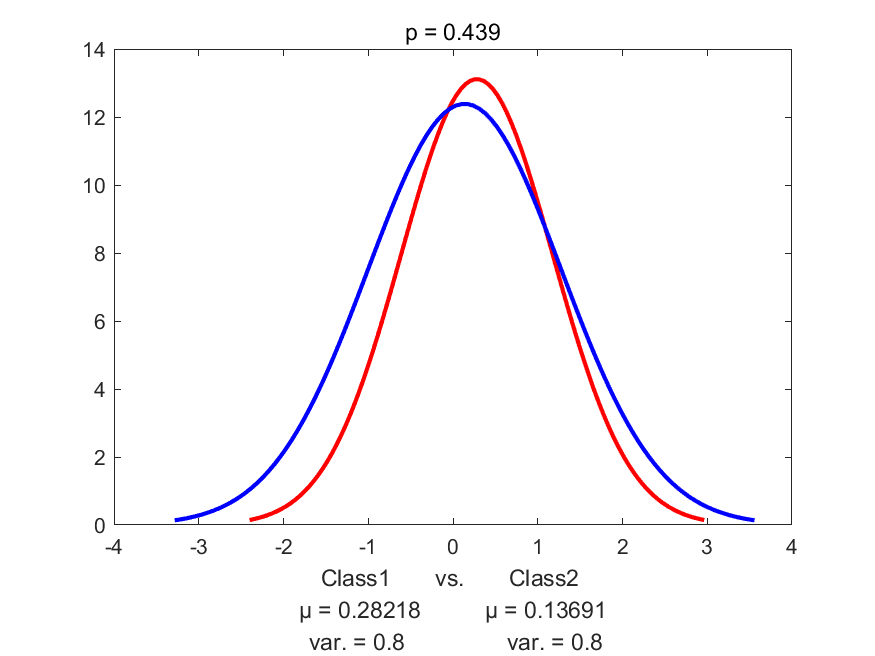 p = 0.439
14
12
10
8
6
4
2
0
-4 -3 -2 -1 0 1 2 3 4
Class1 vs. Class2
μ = 0.28218 μ = 0.13691
var. = 0.8 var. = 0.8